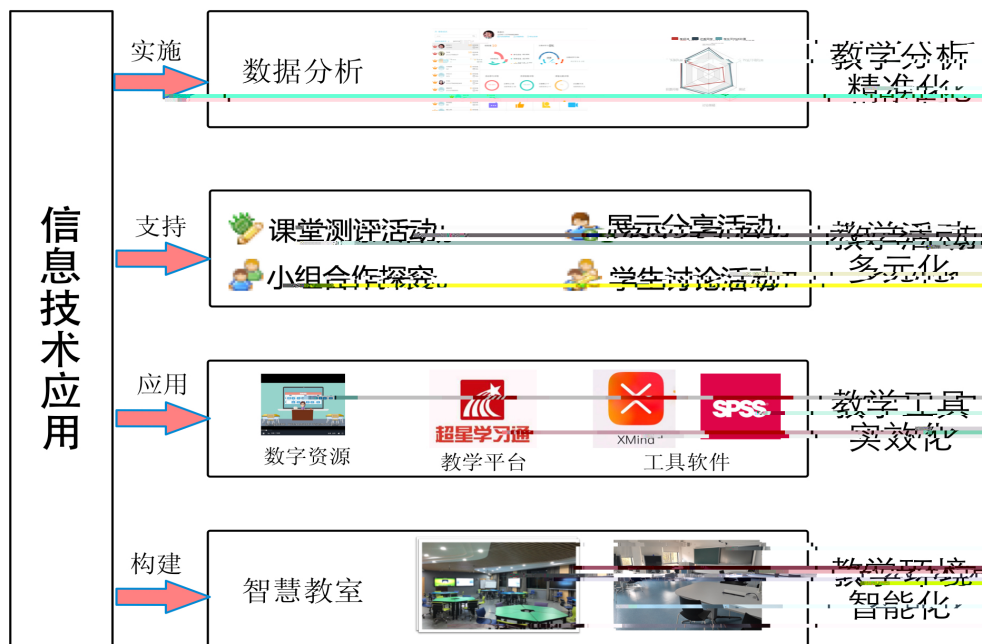 信息技术应用
实施
数据分析
教学分析
精准化
支持
课堂测评活动
展示分享活动
小组合作探究
学生讨论活动
教学活动
多元化
应用
超星学习通
XMind
SPSS
数字资源
教学平台
工具软件
教学工具
实效化
构建
智慧教室
教学环境
智能化